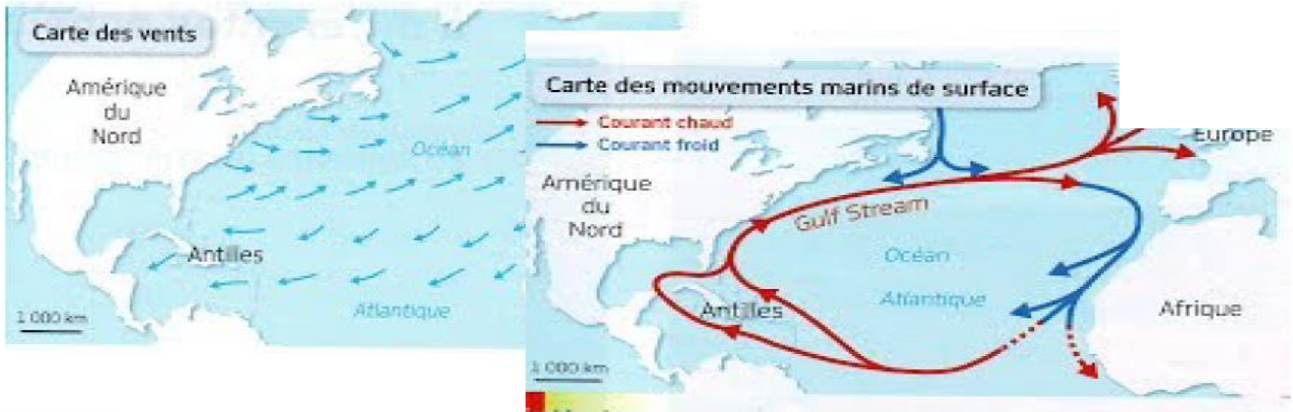 Carte des vents
Amérique
du
Nord
Océan
Antilles
Atlantique
1 000 km
Carte des mouvements marins de surface
Courant chaud
Courant froid
Europe
Amérique
du
Nord
Gulf Stream
Océan
Atlantique
Antilles
Afrique
1 000 km